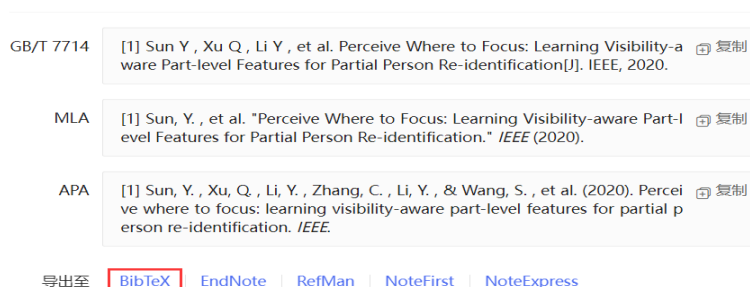 GB/T 7714
[1] Sun Y , Xu Q , Li Y , et al. Perceive Where to Focus: Learning Visibility-a
ware Part-level Features for Partial Person Re-identification[J]. IEEE, 2020.
复制
MLA
[1] Sun, Y. , et al. "Perceive Where to Focus: Learning Visibility-aware Part-l
evel Features for Partial Person Re-identification." IEEE (2020).
复制
APA
[1] Sun, Y. , Xu, Q. , Li, Y. , Zhang, C. , Li, Y. , & Wang, S. , et al. (2020). Percei
ve where to focus: learning visibility-aware part-level features for partial p
erson re-identification. IEEE.
复制
导出至 BibTeX EndNote RefMan NoteFirst NoteExpress